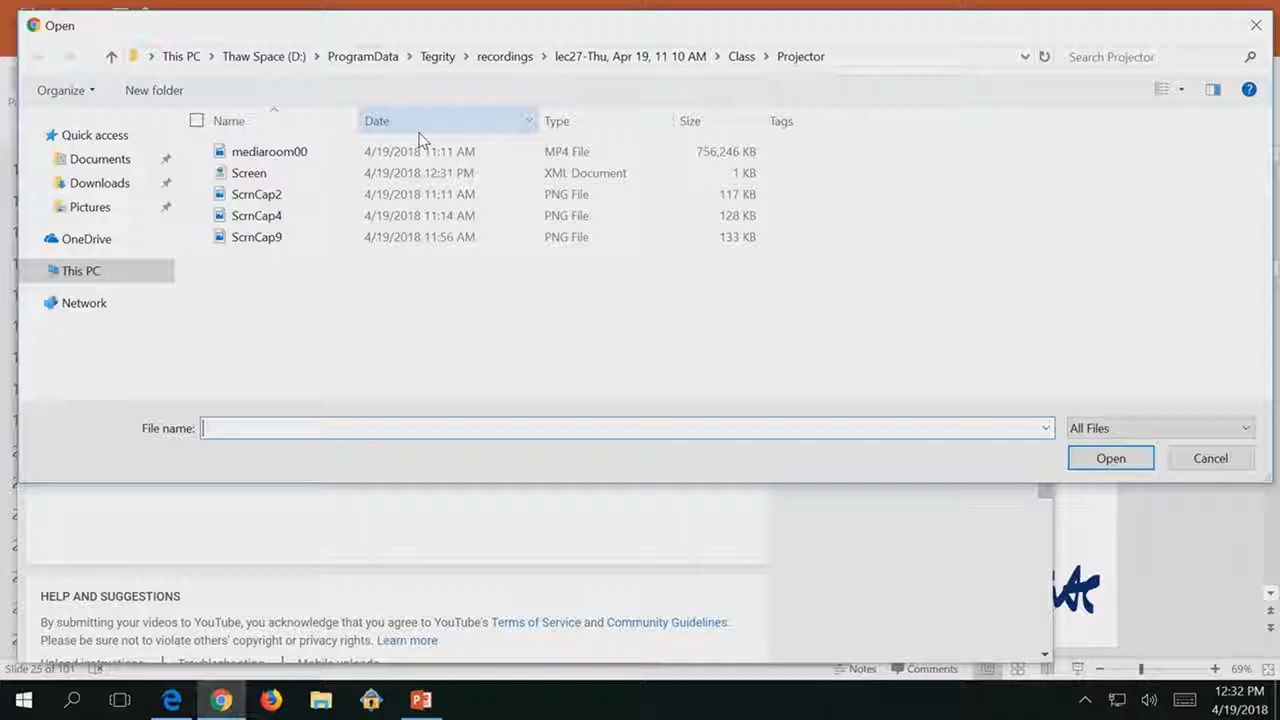 Open
This PC > Thaw Space (D:) > ProgramData > Tegrity > recordings > lec27-Thu, Apr 19, 11 10 AM > Class > Projector
Search Projector
Organize
New folder
Name Date Type Size Tags
mediaroom00 4/19/2018 11:11 AM MP4 File 756,246 KB
Screen 4/19/2018 12:31 PM XML Document 1 KB
ScrnCap2 4/19/2018 11:11 AM PNG File 117 KB
ScrnCap4 4/19/2018 11:14 AM PNG File 128 KB
ScrnCap9 4/19/2018 11:56 AM PNG File 133 KB
Quick access
Documents
Downloads
Pictures
OneDrive
This PC
Network
File name:
All Files
Open
Cancel
HELP AND SUGGESTIONS
By submitting your videos to YouTube, you acknowledge that you agree to YouTube's Terms of Service and Community Guidelines.
Please be sure not to violate others' copyright or privacy rights. Learn more
Upload instructions | Troubleshooting | Mobile uploads
Slide 25 of 101
Notes
Comments
69%
12:32 PM
4/19/2018